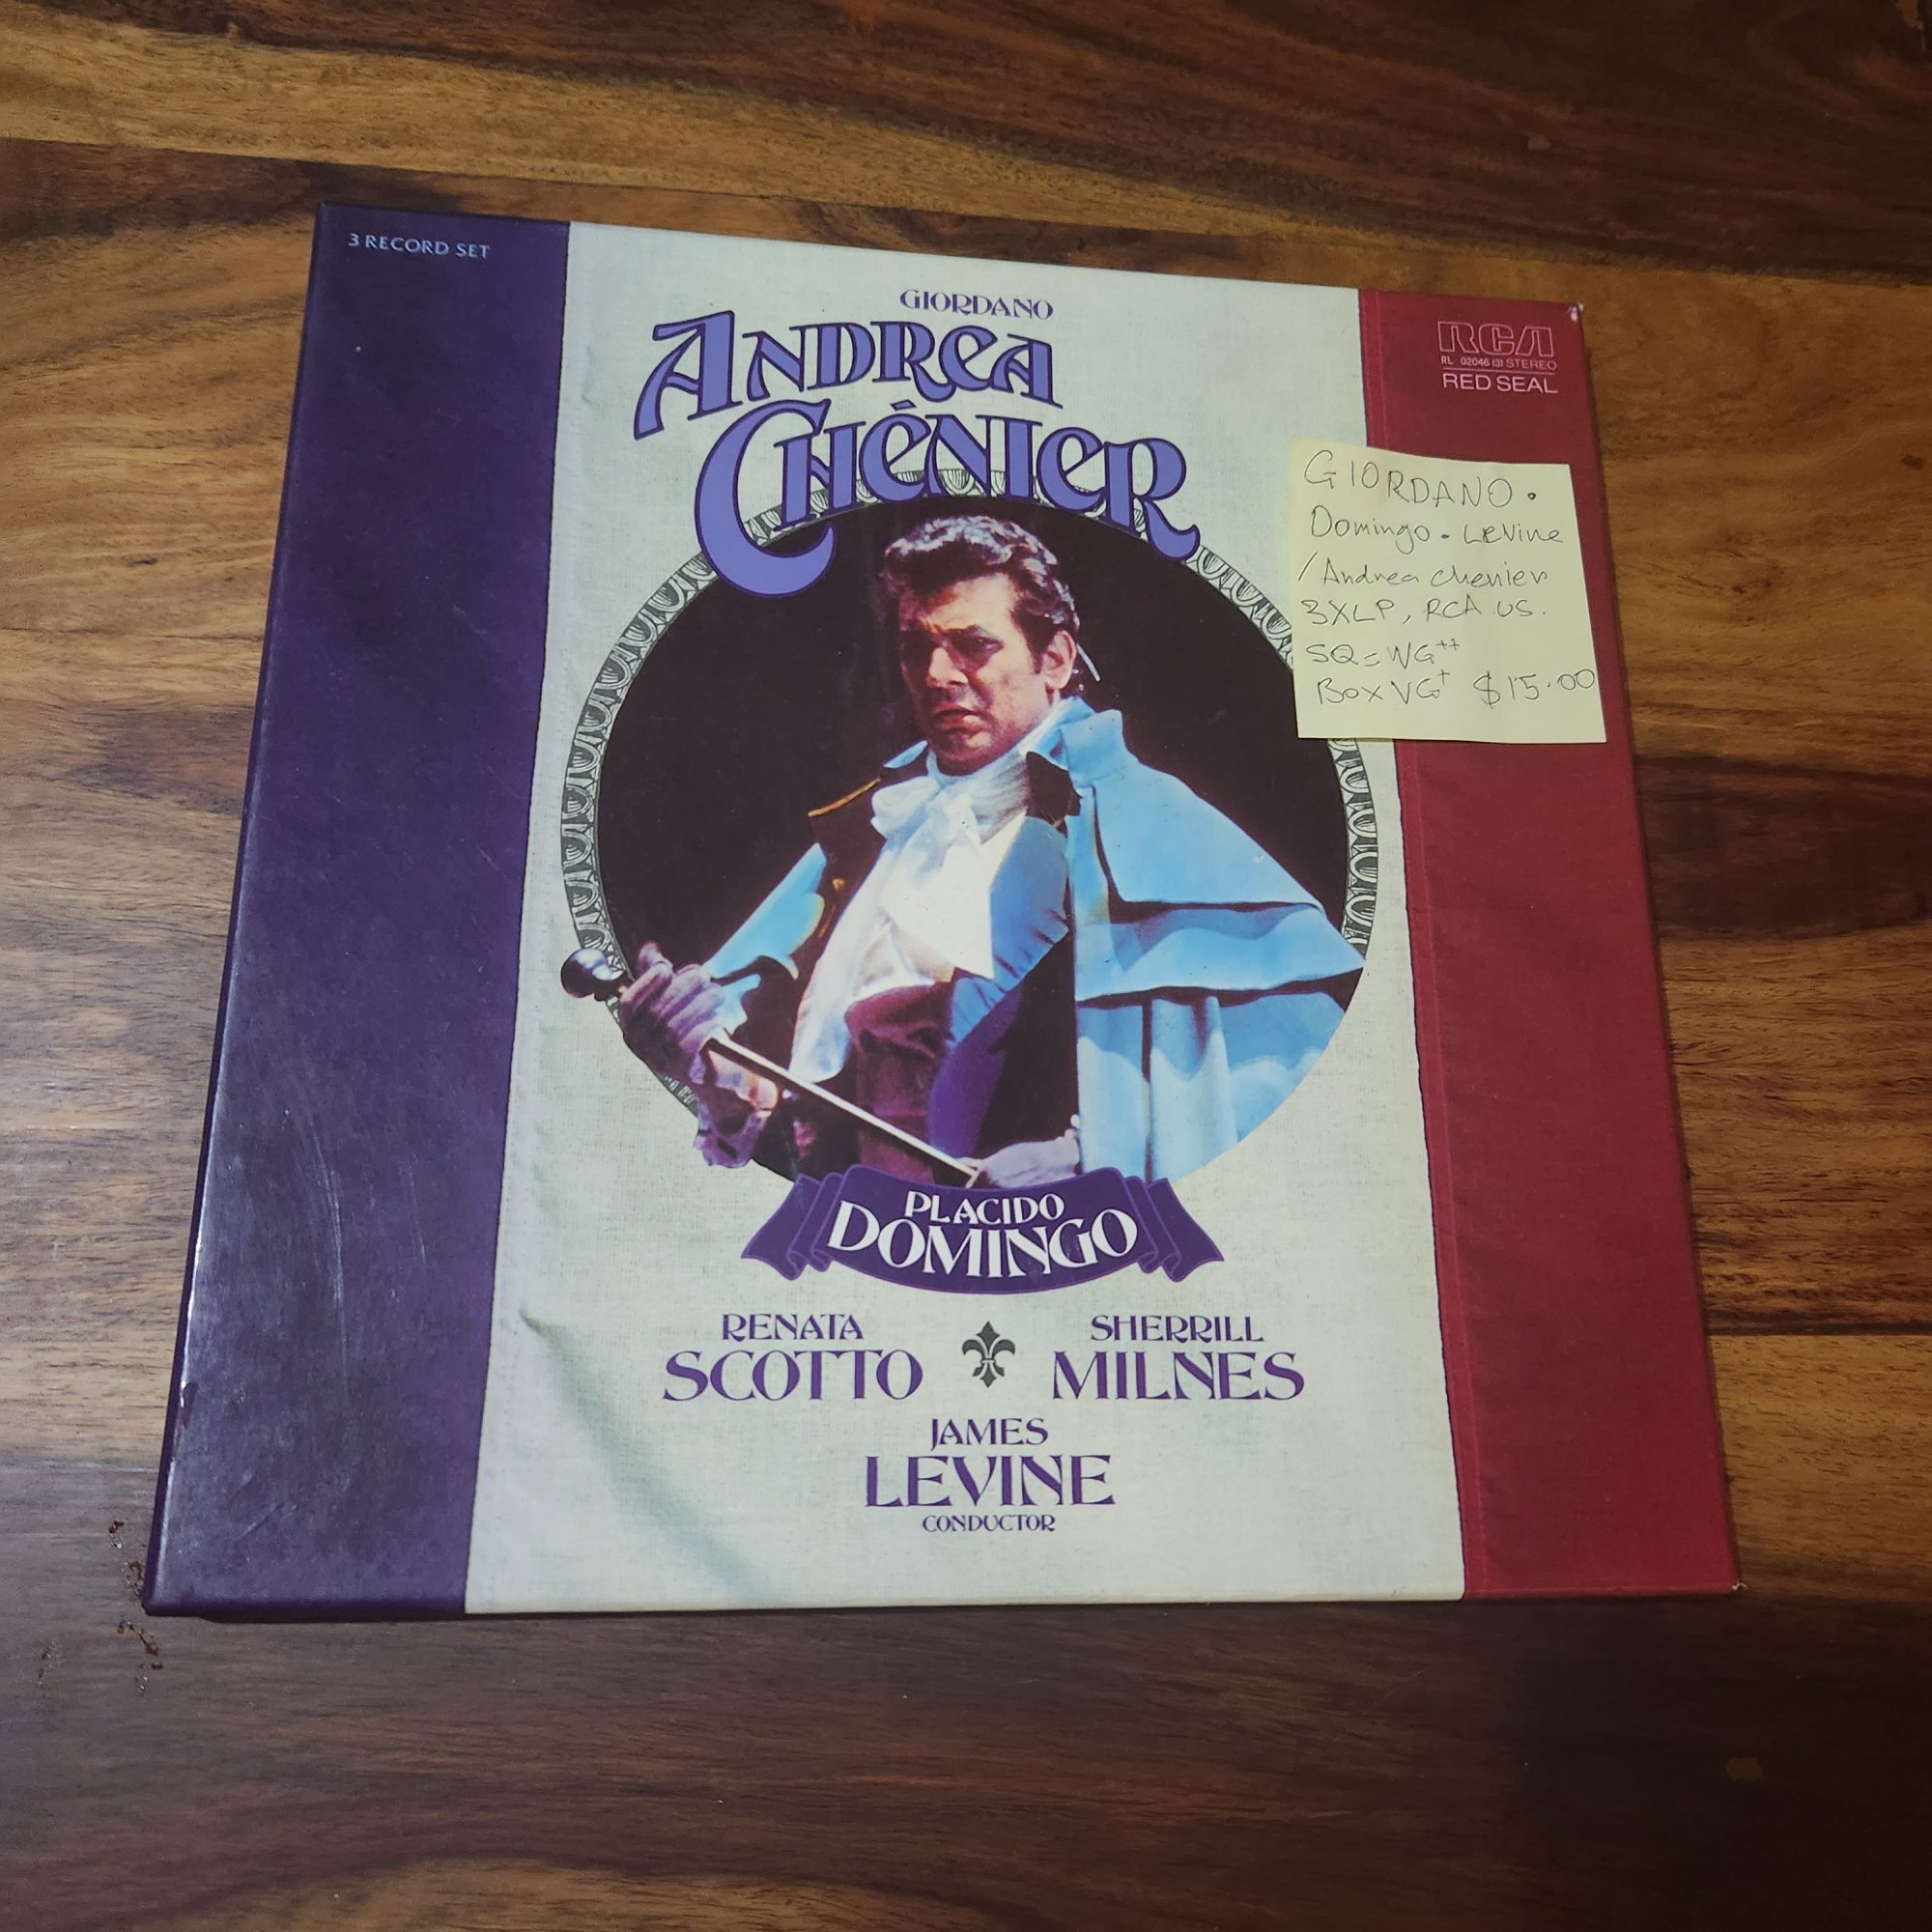 3 RECORD SET
GIORDANO
ANDREA
CHÉNIER
RCA
RL 02046 (3) STEREO
RED SEAL
GIORDANO.
Domingo. Levine
/Andrea Chenier
3XLP, RCA US.
SQ = VG++
Box VG+ $15.00
PLACIDO
DOMINGO
RENATA
SCOTTO
SHERRILL
MILNES
JAMES
LEVINE
CONDUCTOR